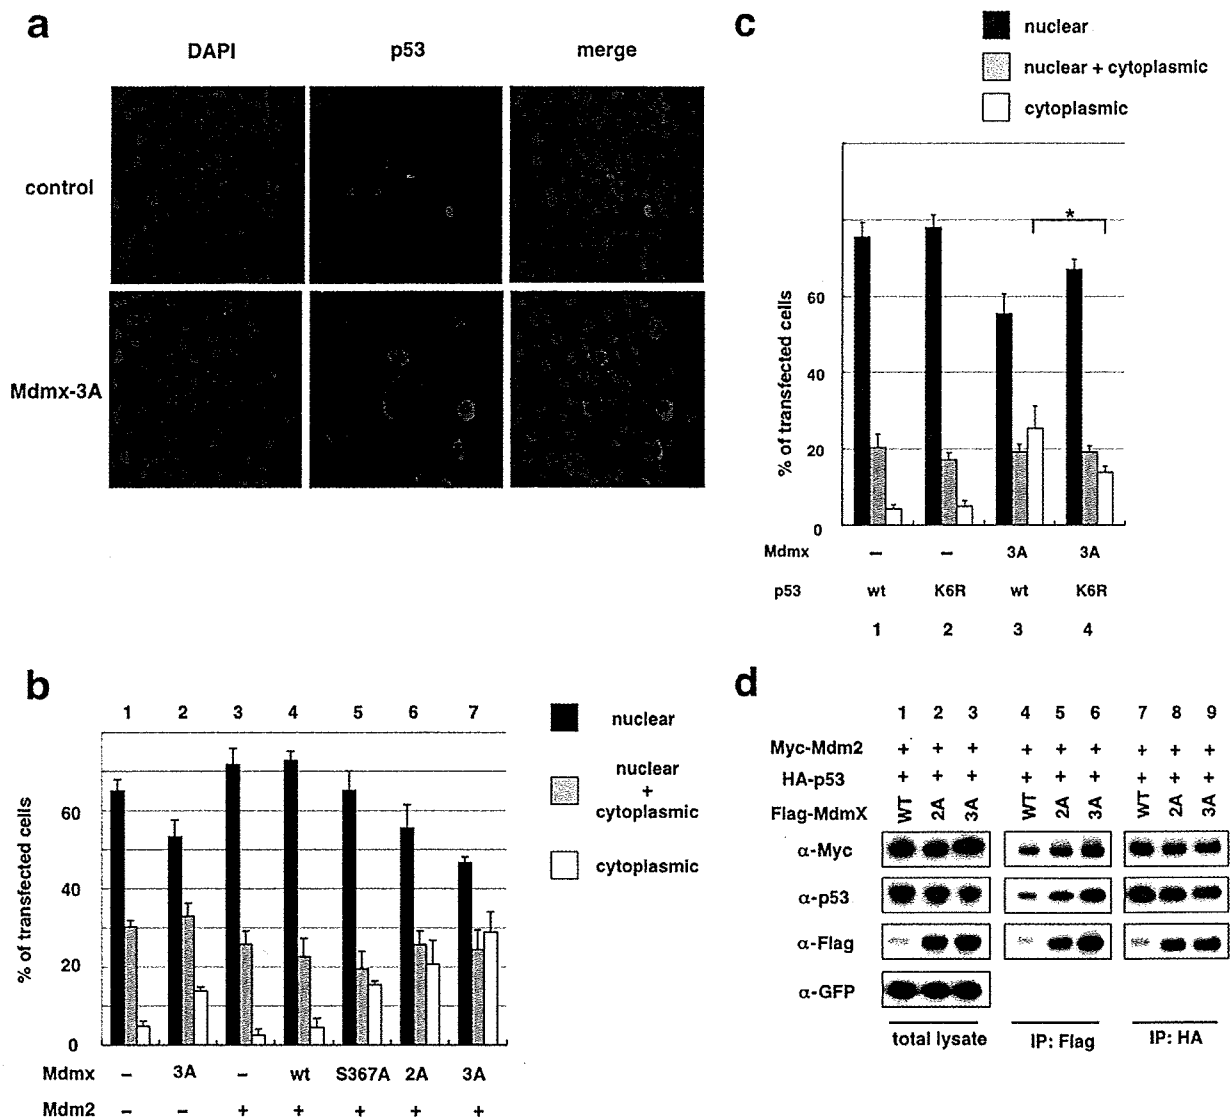 a
DAPI p53 merge
control
Mdmx-3A
b
1 2 3 4 5 6 7
nuclear
nuclear
+
cytoplasmic
cytoplasmic
% of transfected cells
60
40
20
0
Mdmx – 3A – wt S367A 2A 3A
Mdm2 – – + + + + +
c
nuclear
nuclear + cytoplasmic
cytoplasmic
*
% of transfected cells
60
40
20
0
Mdmx – – 3A 3A
p53 wt K6R wt K6R
1 2 3 4
d
1 2 3 4 5 6 7 8 9
Myc-Mdm2 + + + + + + + + +
HA-p53 + + + + + + + + +
Flag-MdmX WT 2A 3A WT 2A 3A WT 2A 3A
α-Myc
α-p53
α-Flag
α-GFP
total lysate IP: Flag IP: HA